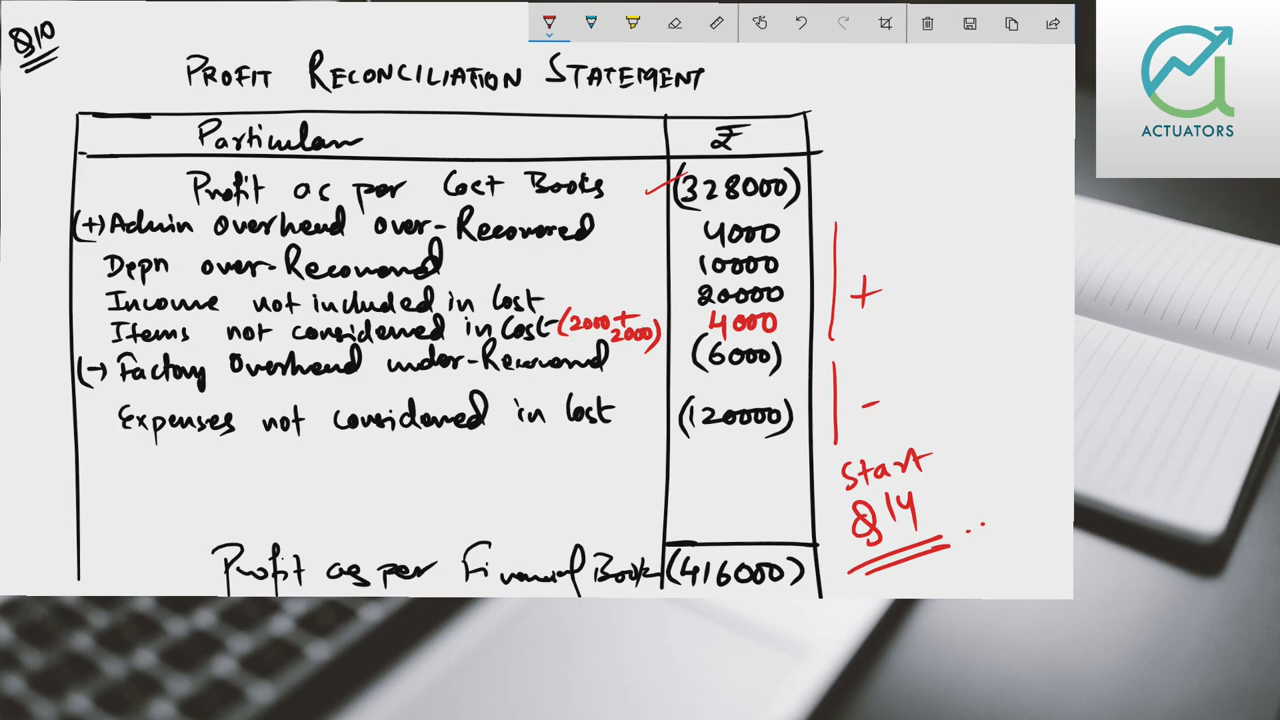 Q10
PROFIT RECONCILIATION STATEMENT
Particulars ₹
Profit as per Cost Books (328000)
(+) Admin Overhead over-Recovered 4000
Depn over-Recovered 10000
Income not included in Cost 20000
Items not considered in Cost (2000+2000) 4000
(-) Factory Overhead under-Recovered (6000)
Expenses not considered in Cost (120000)
+
-
Start
Q14 ..
Profit as per Financial Books (416000)
ACTUATORS